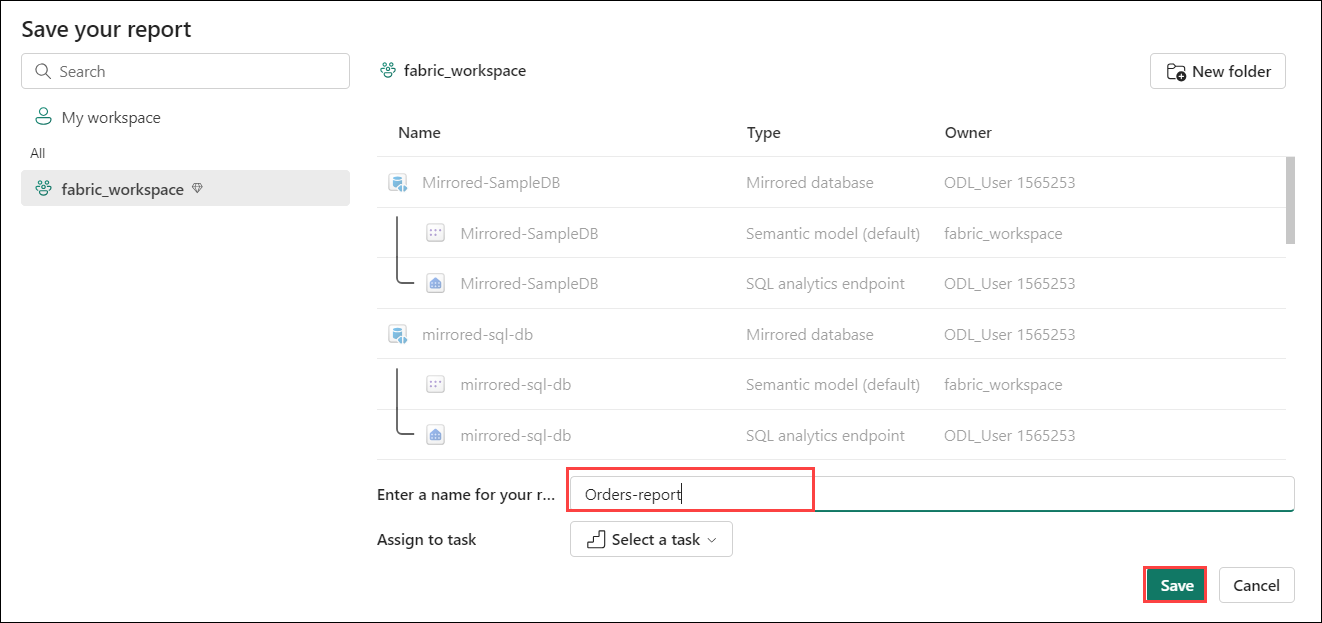 Save your report
Search
My workspace
All
fabric_workspace
fabric_workspace
New folder
Name Type Owner
Mirrored-SampleDB Mirrored database ODL_User 1565253
Mirrored-SampleDB Semantic model (default) fabric_workspace
Mirrored-SampleDB SQL analytics endpoint ODL_User 1565253
mirrored-sql-db Mirrored database ODL_User 1565253
mirrored-sql-db Semantic model (default) fabric_workspace
mirrored-sql-db SQL analytics endpoint ODL_User 1565253
Enter a name for your r... Orders-report
Assign to task Select a task
Save Cancel